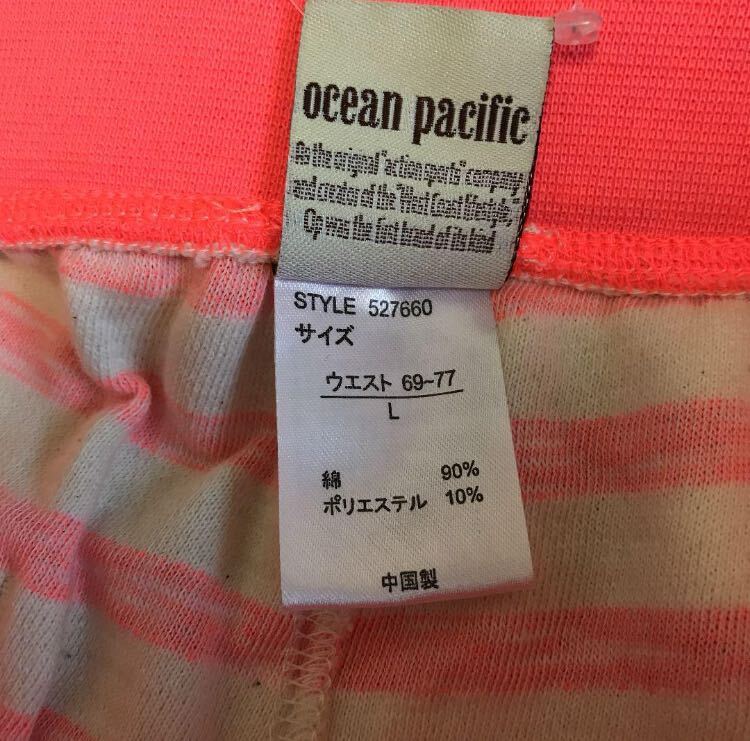 ocean pacific
Op the original "action sports" company
and creator of the "West Coast lifestyle."
Op was the first brand of its kind.
STYLE 527660
サイズ
ウエスト 69~77
L
綿 90%
ポリエステル 10%
中国製